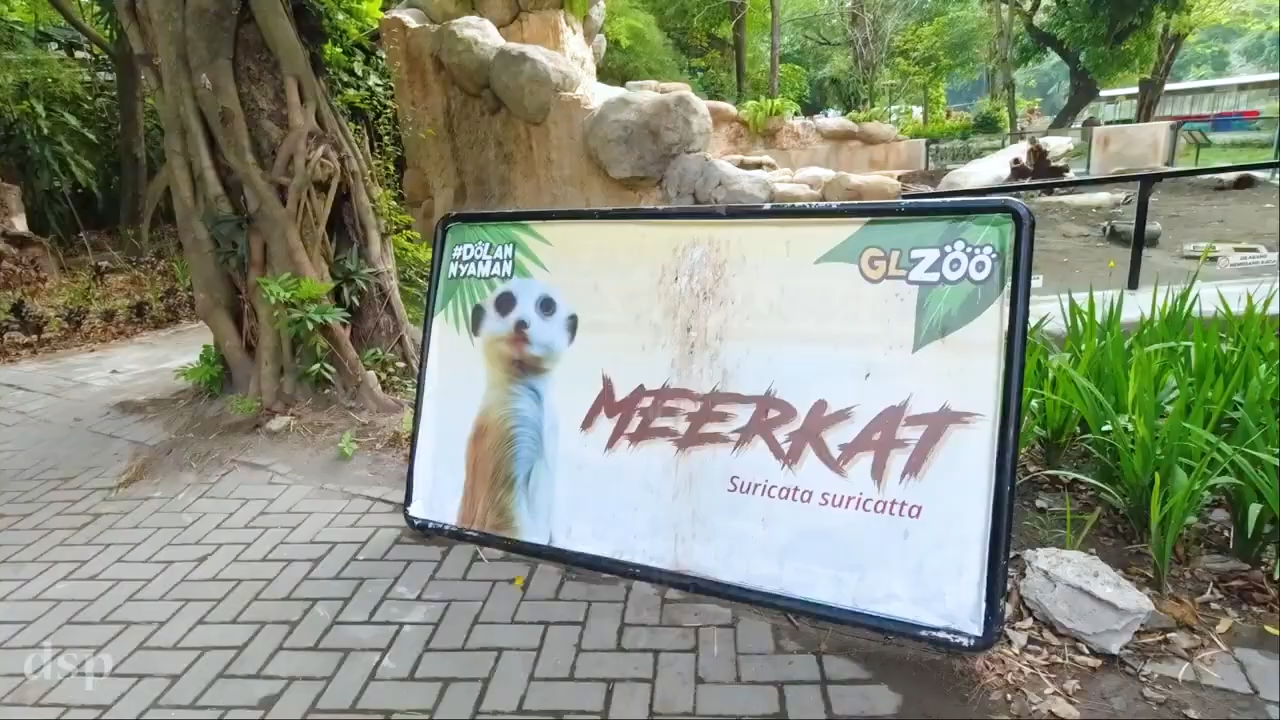 #DOLAN
NYAMAN
GLZOO
MEERKAT
Suricata suricatta
dsp